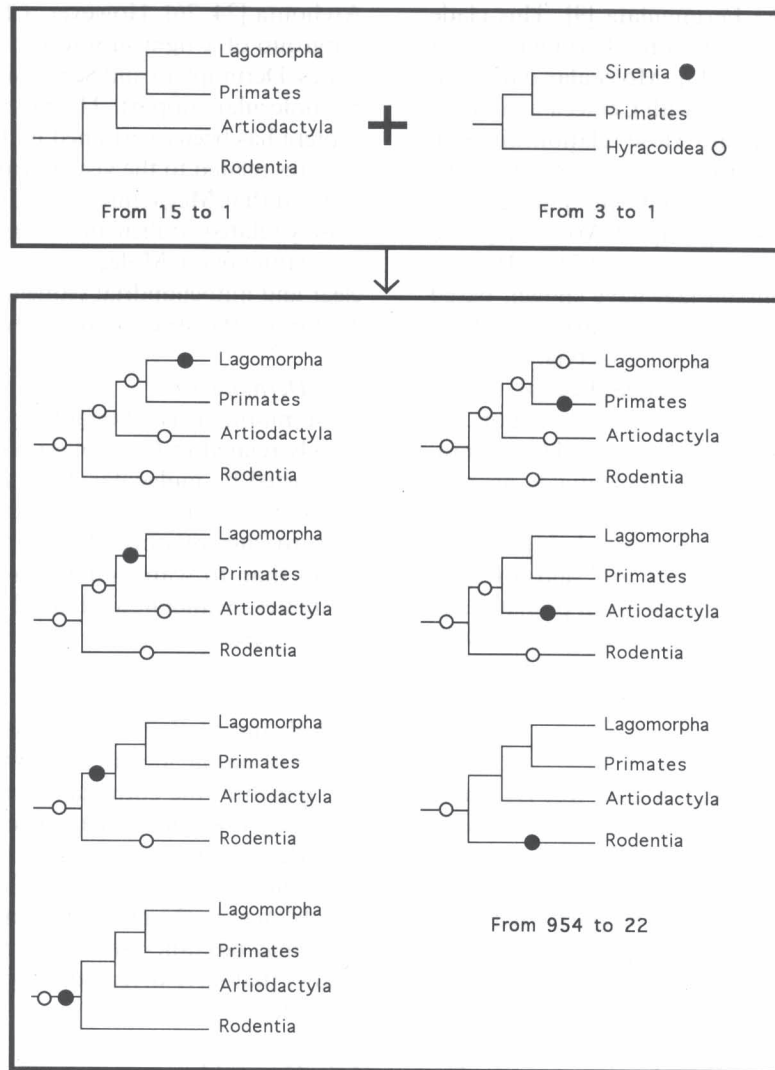 Lagomorpha
Primates
Artiodactyla
Rodentia
From 15 to 1
+
Sirenia
Primates
Hyracoidea
From 3 to 1
Lagomorpha
Primates
Artiodactyla
Rodentia
Lagomorpha
Primates
Artiodactyla
Rodentia
Lagomorpha
Primates
Artiodactyla
Rodentia
Lagomorpha
Primates
Artiodactyla
Rodentia
Lagomorpha
Primates
Artiodactyla
Rodentia
Lagomorpha
Primates
Artiodactyla
Rodentia
Lagomorpha
Primates
Artiodactyla
Rodentia
From 954 to 22